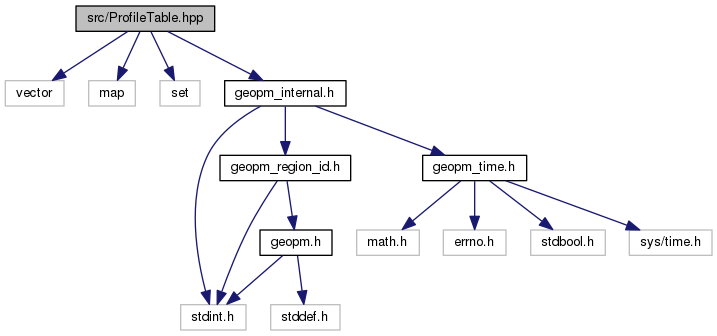 src/ProfileTable.hpp
vector
map
set
geopm_internal.h
geopm_region_id.h
geopm_time.h
geopm.h
math.h
errno.h
stdbool.h
sys/time.h
stdint.h
stddef.h